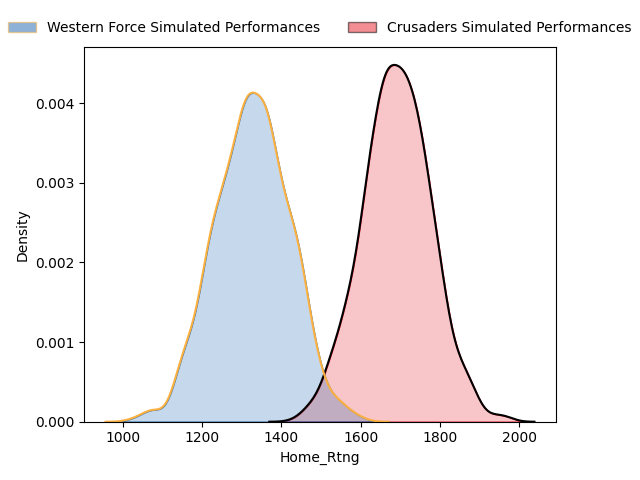 Western Force Simulated Performances
Crusaders Simulated Performances
Density
0.004
0.003
0.002
0.001
0.000
1000 1200 1400 1600 1800 2000
Home_Rtng